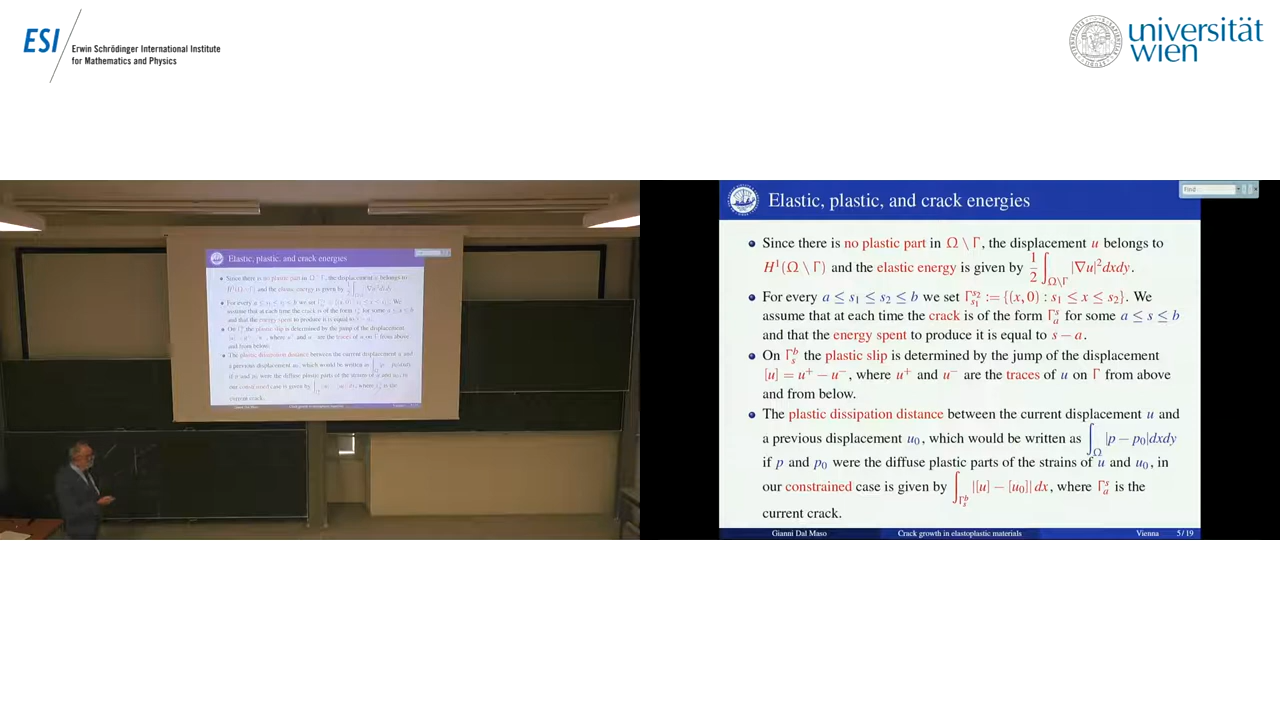 ESI
Erwin Schrödinger International Institute
for Mathematics and Physics
universität
wien
Elastic, plastic, and crack energies
Find
Since there is no plastic part in Ω \ Γ, the displacement u belongs to
H¹(Ω \ Γ) and the elastic energy is given by 1/2 ∫_{Ω\Γ} |∇u|² dxdy.
For every a ≤ s₁ ≤ s₂ ≤ b we set Γ_{s₁}^{s₂} := {(x, 0) : s₁ ≤ x ≤ s₂}. We
assume that at each time the crack is of the form Γ_a^s for some a ≤ s ≤ b
and that the energy spent to produce it is equal to s − a.
On Γ_s^b the plastic slip is determined by the jump of the displacement
[u] = u⁺ − u⁻, where u⁺ and u⁻ are the traces of u on Γ from above
and from below.
The plastic dissipation distance between the current displacement u and
a previous displacement u₀, which would be written as ∫_Ω |p − p₀| dxdy
if p and p₀ were the diffuse plastic parts of the strains of u and u₀, in
our constrained case is given by ∫_{Γ_s^b} |[u] − [u₀]| dx, where Γ_a^s is the
current crack.
Gianni Dal Maso Crack growth in elastoplastic materials Vienna 5 / 19
Elastic, plastic, and crack energies